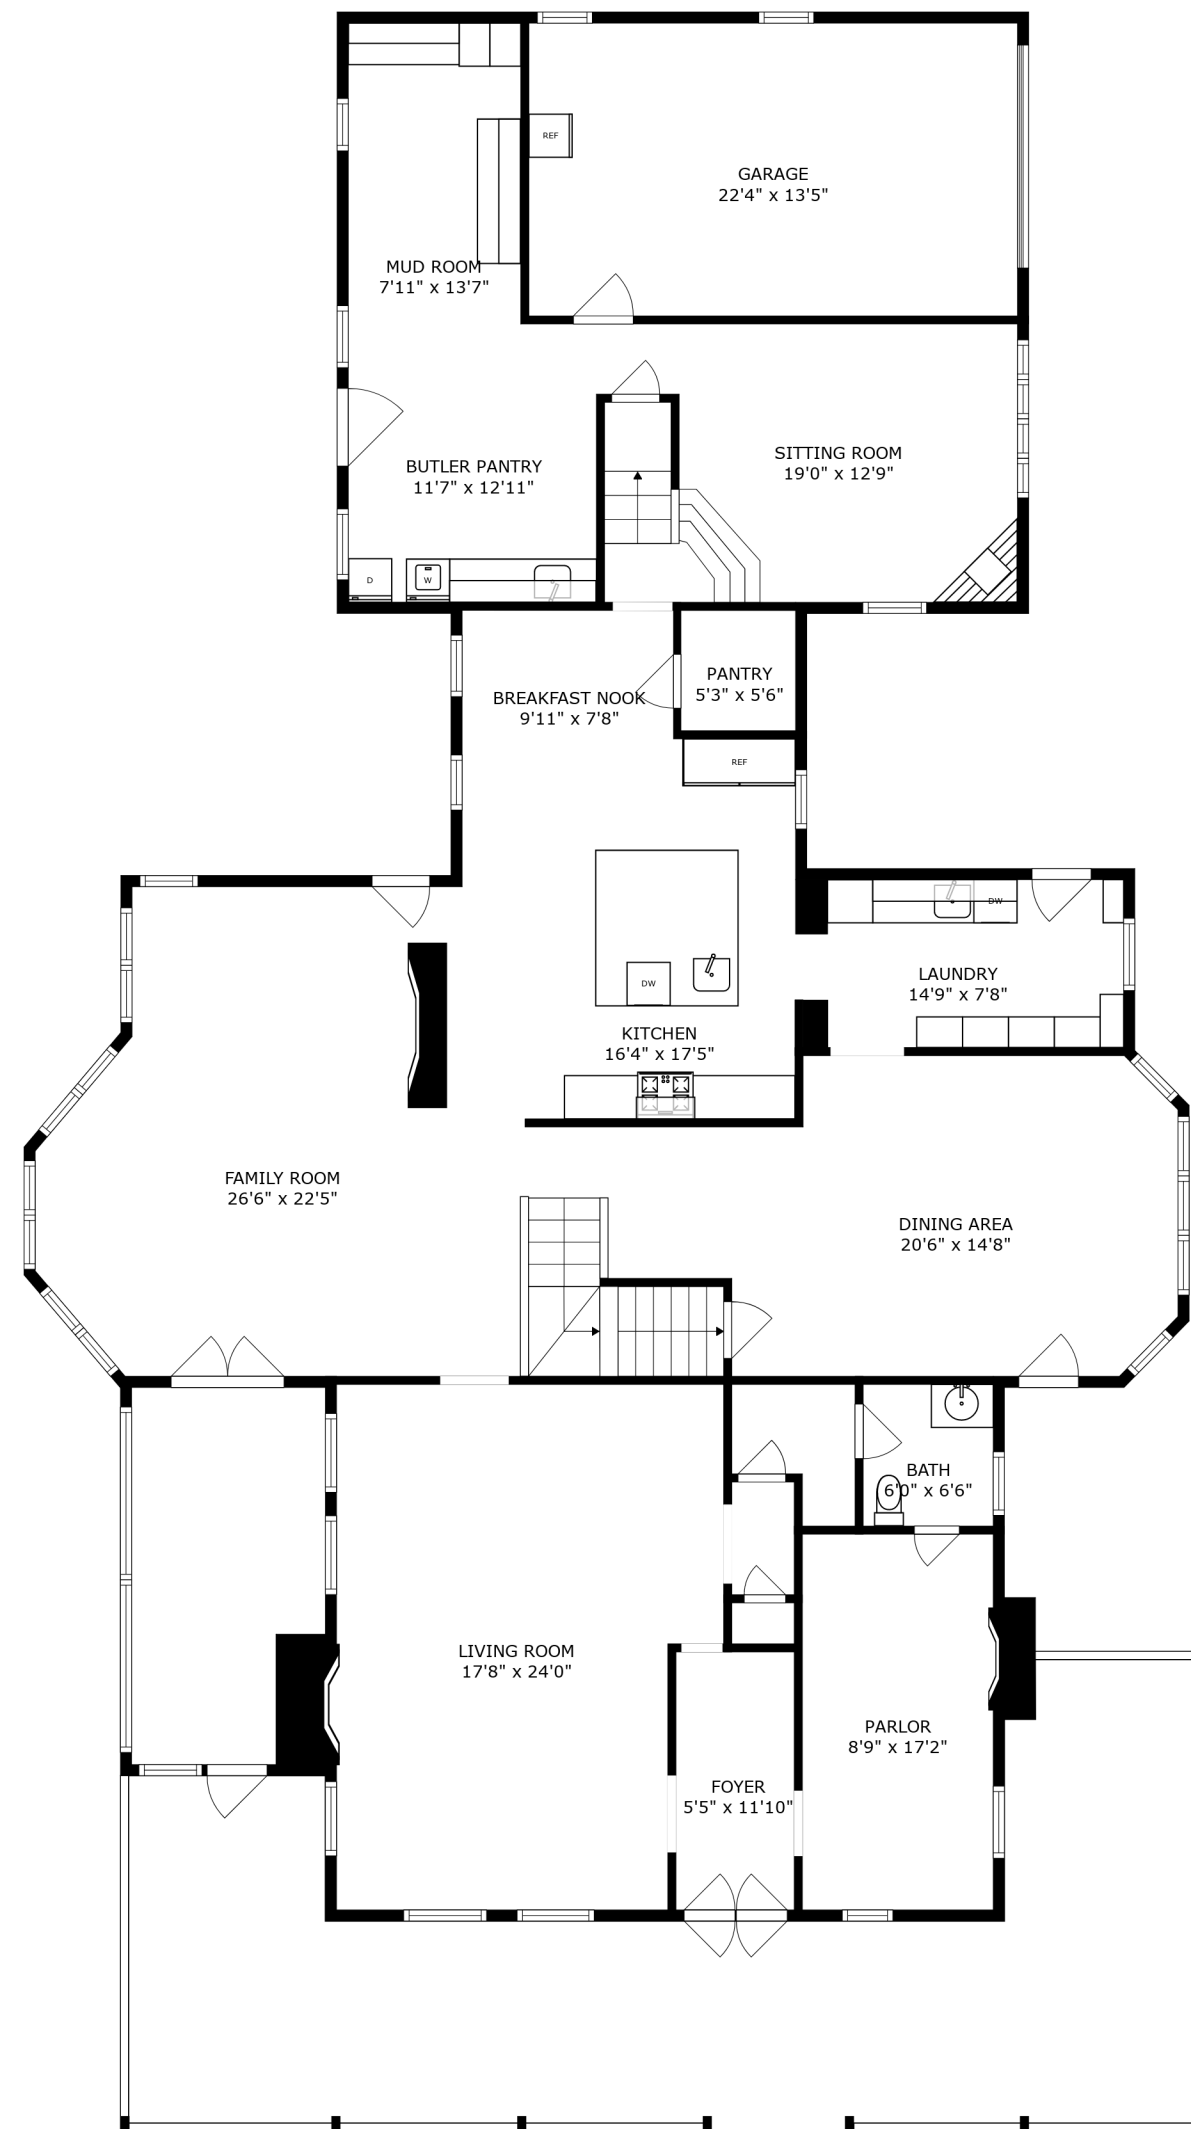 REF
GARAGE
22'4" x 13'5"
MUD ROOM
7'11" x 13'7"
SITTING ROOM
19'0" x 12'9"
BUTLER PANTRY
11'7" x 12'11"
D
W
PANTRY
5'3" x 5'6"
BREAKFAST NOOK
9'11" x 7'8"
REF
DW
LAUNDRY
14'9" x 7'8"
DW
KITCHEN
16'4" x 17'5"
FAMILY ROOM
26'6" x 22'5"
DINING AREA
20'6" x 14'8"
BATH
6'0" x 6'6"
LIVING ROOM
17'8" x 24'0"
PARLOR
8'9" x 17'2"
FOYER
5'5" x 11'10"